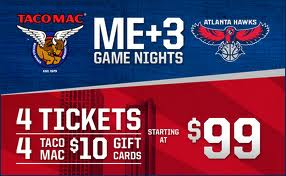 TACO MAC
EST. 1979
ME+3
GAME NIGHTS
ATLANTA HAWKS
4 TICKETS
4 TACO MAC $10 GIFT CARDS
STARTING AT
$99